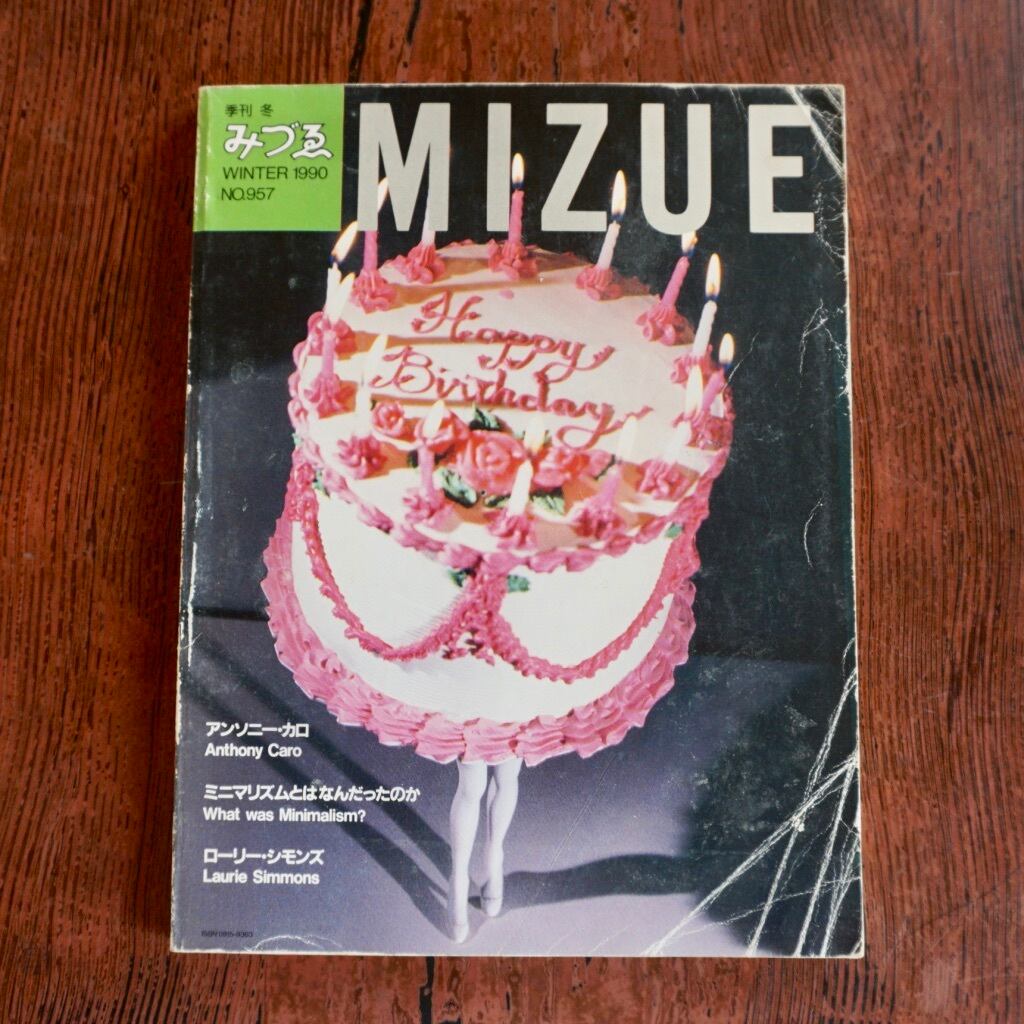 季刊 冬
みづゑ
WINTER 1990
NO.957
MIZUE
Happy
Birthday
アンソニー・カロ
Anthony Caro
ミニマリズムとはなんだったのか
What was Minimalism?
ローリー・シモンズ
Laurie Simmons